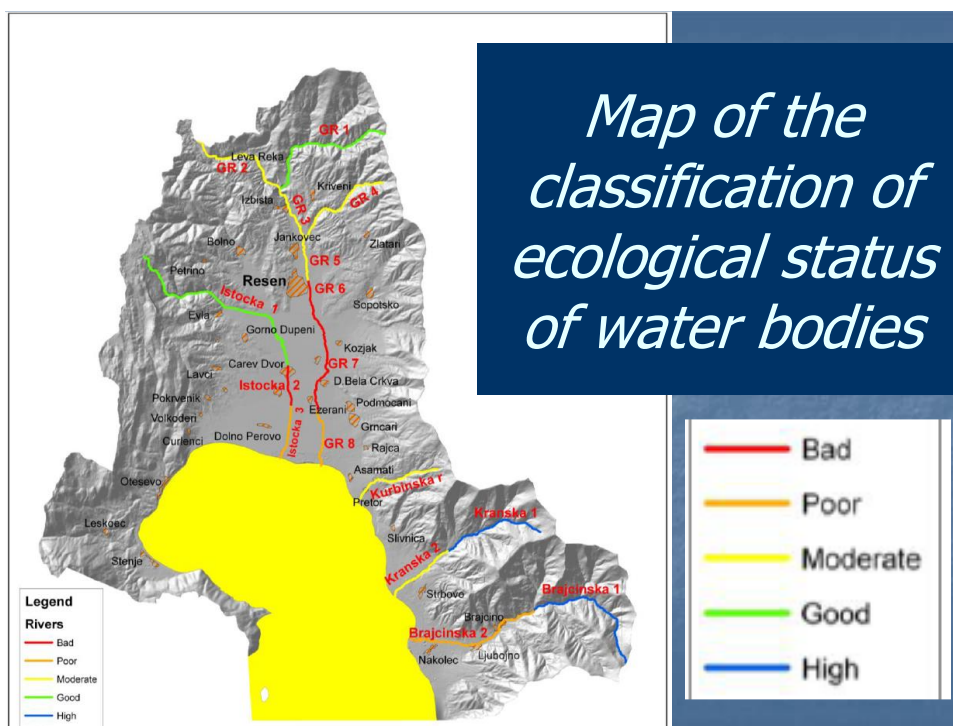 Map of the
classification of
ecological status
of water bodies
GR 1
Leva Reka
GR 2
Kriveni
GR 4
Izbista
GR 3
Jankovec
Zlatari
Bolno
GR 5
Petrino
Resen
GR 6
Istocka 1
Sopotsko
Evla
Gorno Dupeni
Kozjak
Carev Dvor
GR 7
Lavci
Istocka 2
D.Bela Crkva
Pokrvenik
Ezerani
Podmocani
Volkoderi
Grncari
Curlenci
Dolno Perovo
Istocka 3
GR 8
Rajca
Asamati
Otesevo
Kurbinska r
Pretor
Kranska 1
Leskoec
Slivnica
Stenje
Kranska 2
Strbovo
Brajcinska 1
Brajcino
Brajcinska 2
Ljubojno
Nakolec
Legend
Rivers
Bad
Poor
Moderate
Good
High
Bad
Poor
Moderate
Good
High